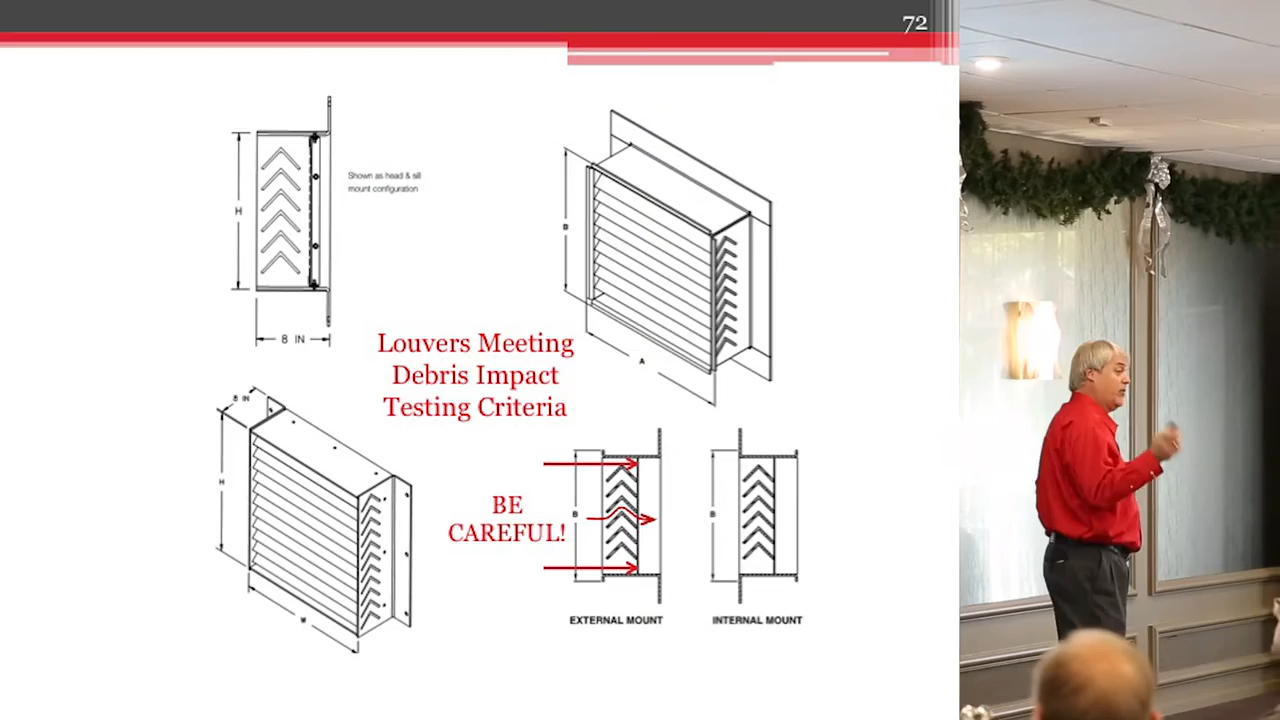 72
Shown as head & sill
mount configuration
H
8 IN
B
A
Louvers Meeting
Debris Impact
Testing Criteria
8 IN
H
W
BE
CAREFUL!
B
B
EXTERNAL MOUNT
INTERNAL MOUNT